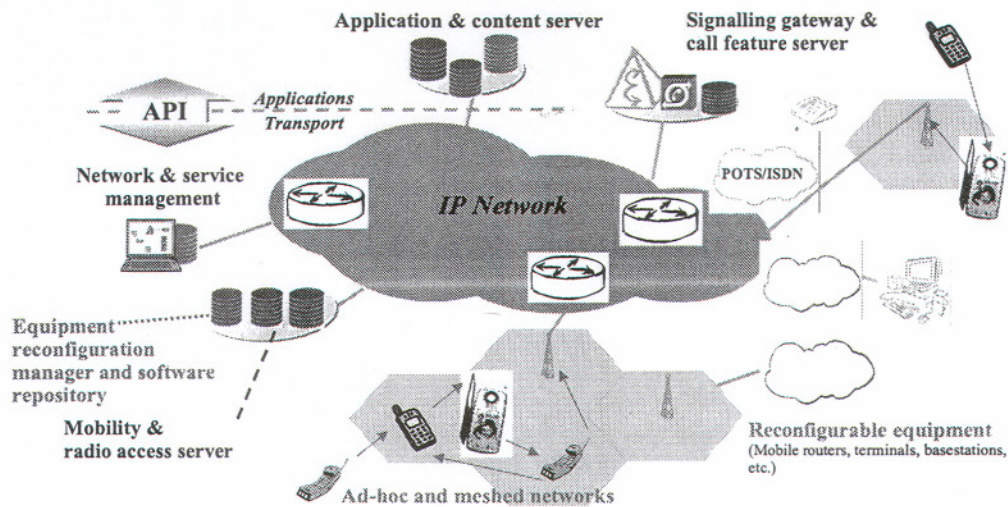 Application & content server
Signalling gateway &
call feature server
API
Applications
Transport
Network & service
management
POTS/ISDN
IP Network
Equipment
reconfiguration
manager and software
repository
Mobility &
radio access server
Reconfigurable equipment
(Mobile routers, terminals, basestations,
etc.)
Ad-hoc and meshed networks